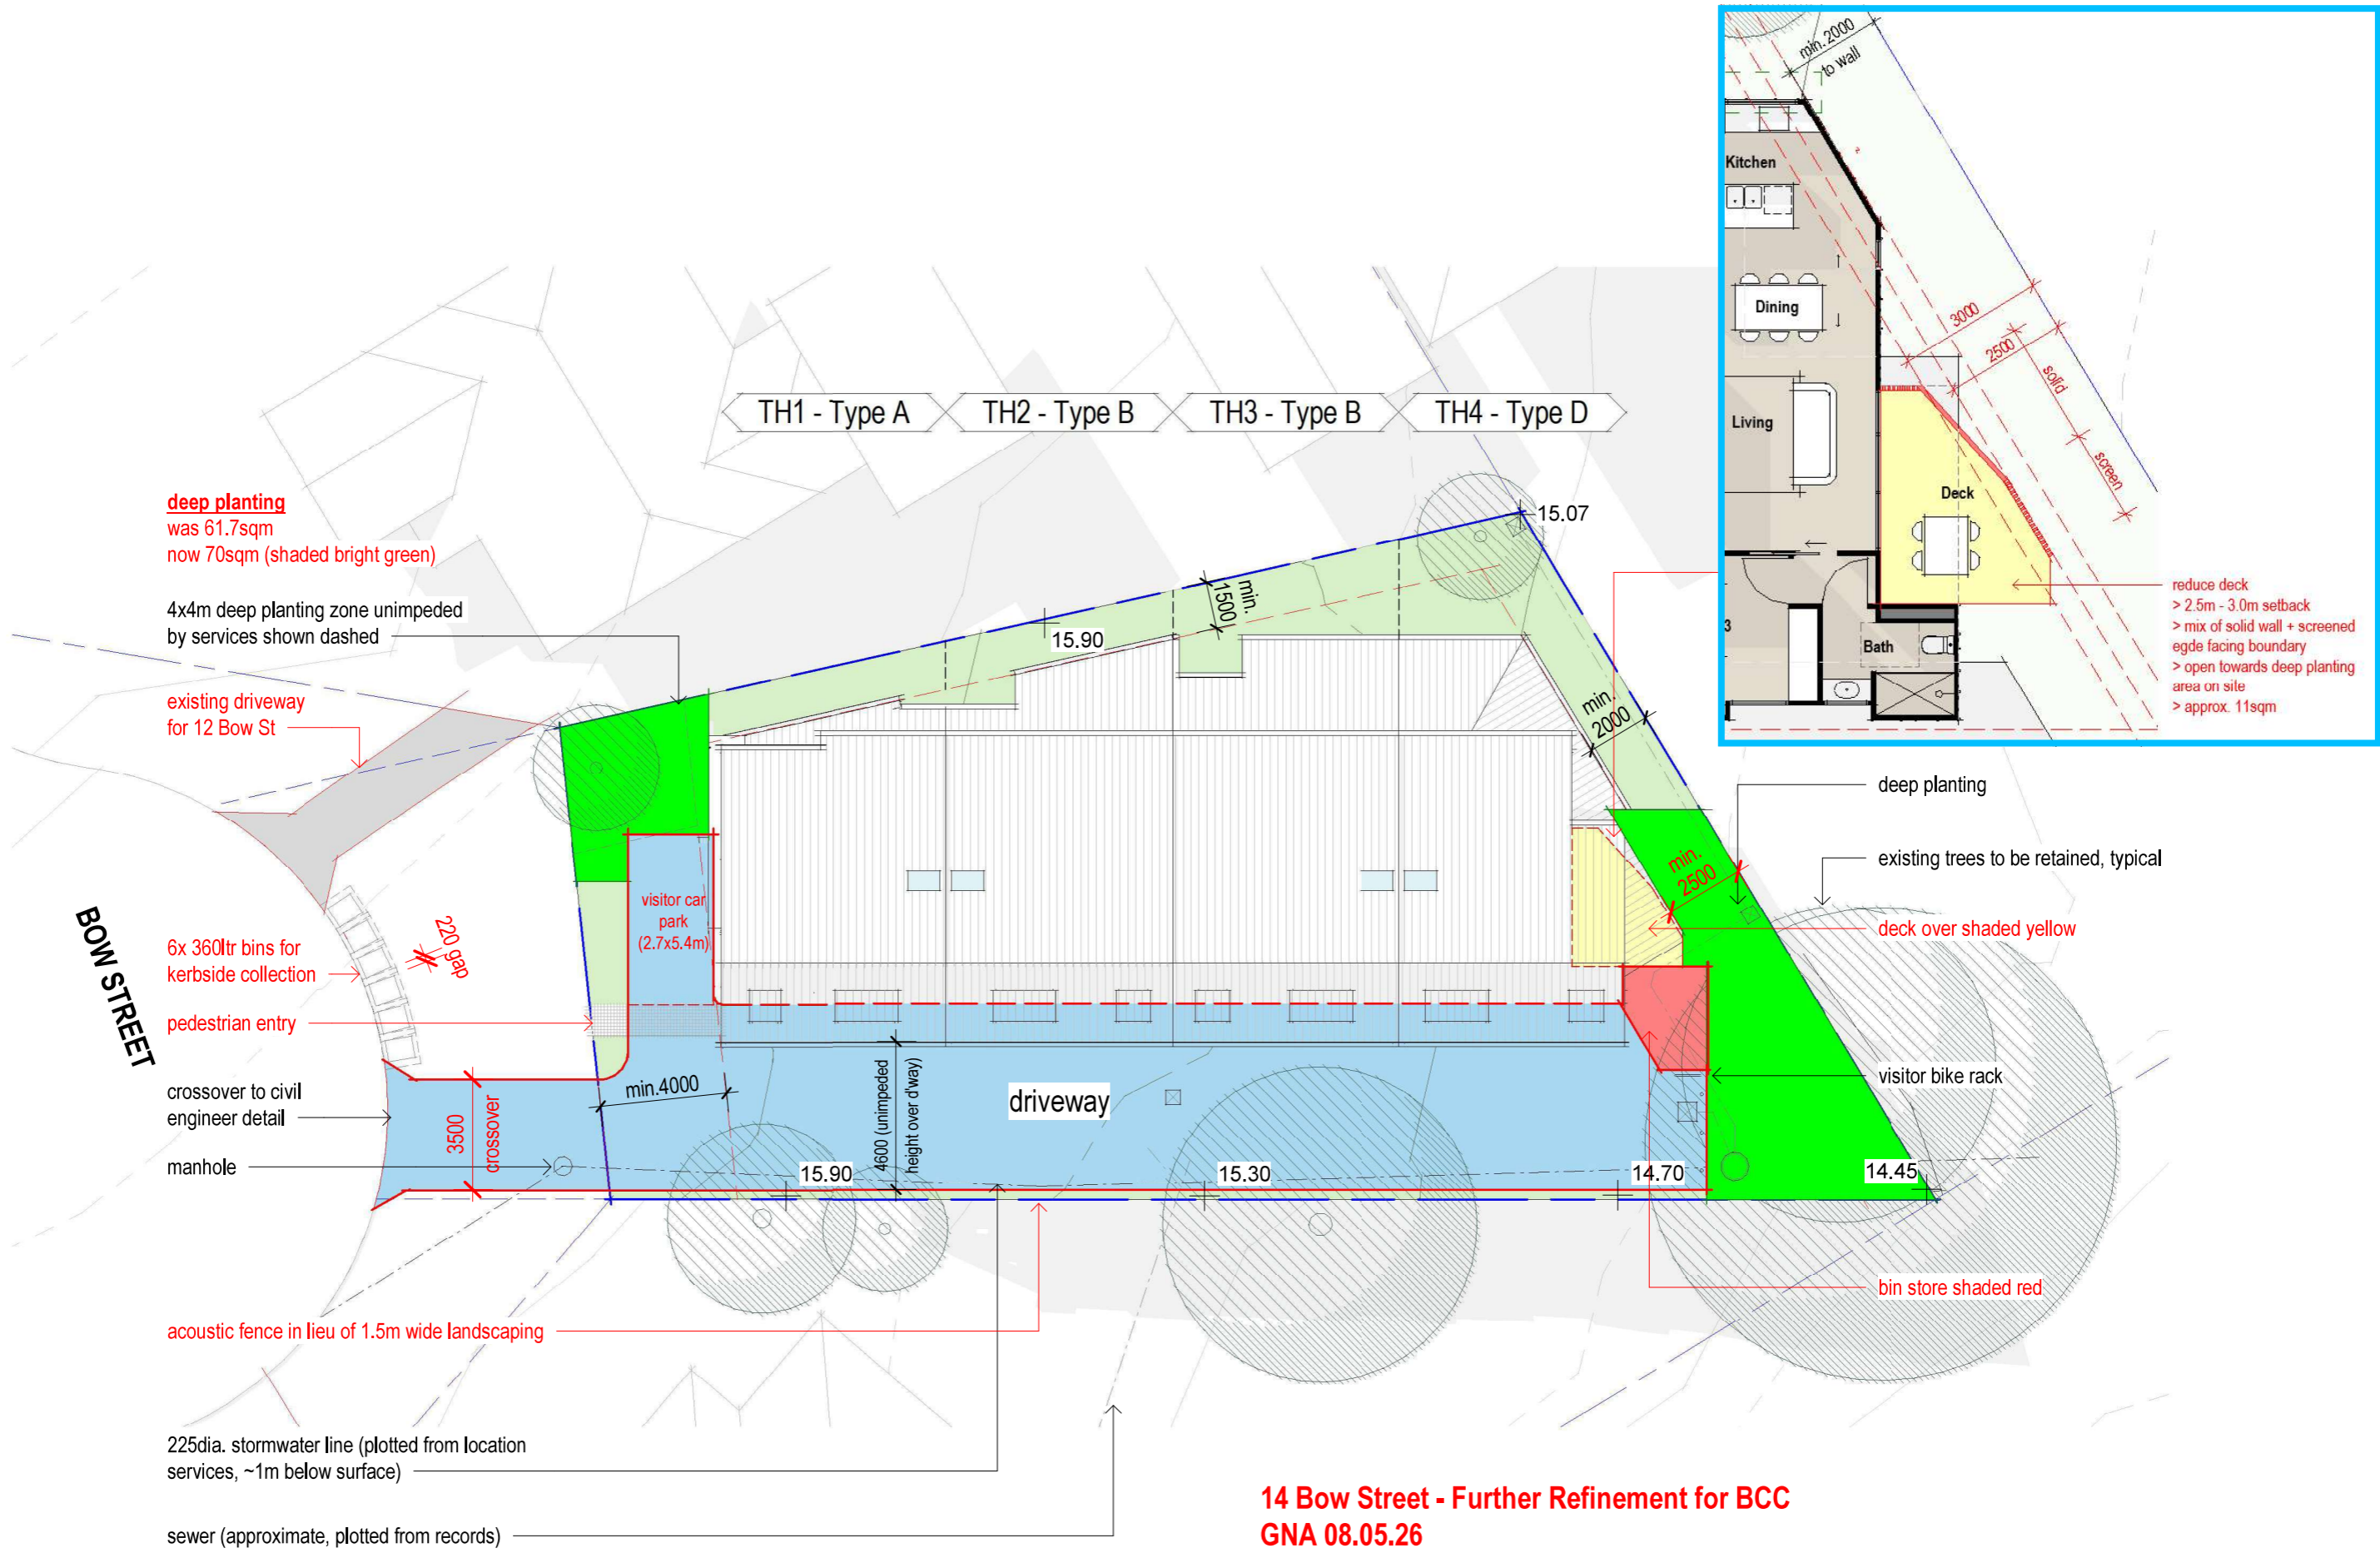 min. 2000
to wall
Kitchen
Dining
Living
3000
2500
solid
screen
Deck
3
Bath
reduce deck
> 2.5m - 3.0m setback
> mix of solid wall + screened
egde facing boundary
> open towards deep planting
area on site
> approx. 11sqm
TH1 - Type A
TH2 - Type B
TH3 - Type B
TH4 - Type D
deep planting
was 61.7sqm
now 70sqm (shaded bright green)
4x4m deep planting zone unimpeded
by services shown dashed
existing driveway
for 12 Bow St
15.07
min.
1500
15.90
min.
2000
deep planting
existing trees to be retained, typical
min.
2500
deck over shaded yellow
visitor car
park
(2.7x5.4m)
BOW STREET
6x 360ltr bins for
kerbside collection
220 gap
pedestrian entry
crossover to civil
engineer detail
manhole
3500
crossover
min.4000
4600 (unimpeded
height over d'way)
driveway
visitor bike rack
15.90
15.30
14.70
14.45
bin store shaded red
acoustic fence in lieu of 1.5m wide landscaping
225dia. stormwater line (plotted from location
services, ~1m below surface)
sewer (approximate, plotted from records)
14 Bow Street - Further Refinement for BCC
GNA 08.05.26